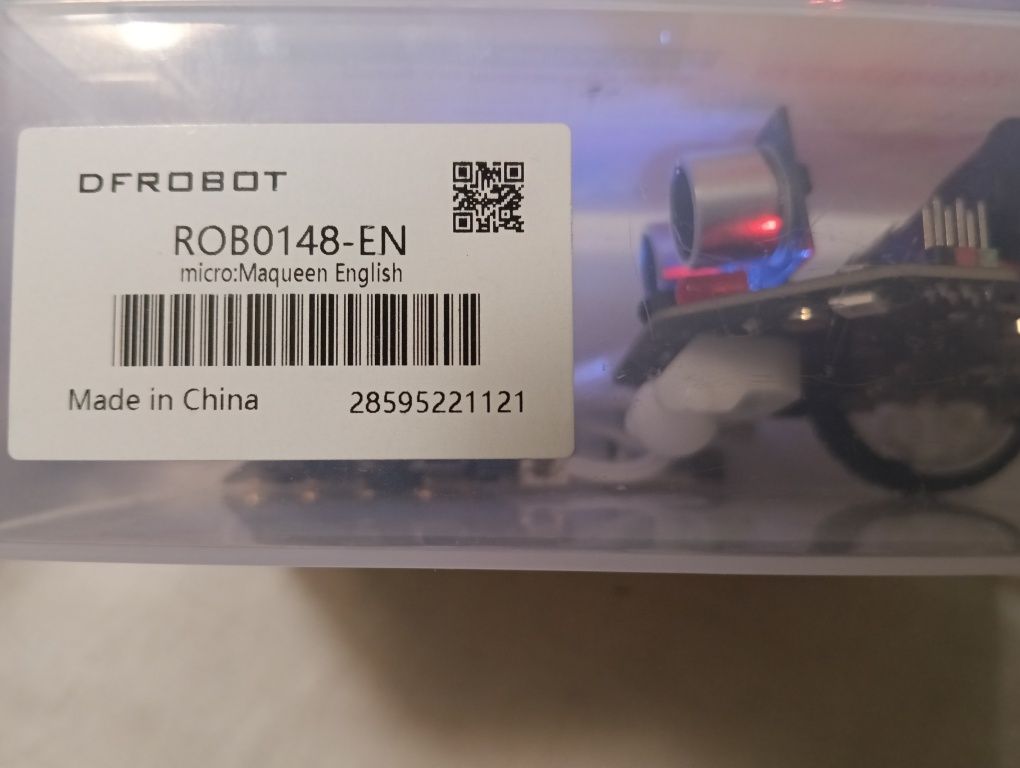 DFROBOT
ROB0148-EN
micro:Maqueen English
Made in China
28595221121